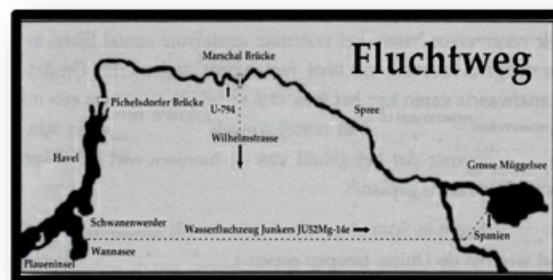 Fluchtweg
Marschal Brücke
Pichelsdorfer Brücke
U-794
Spree
Wilhelmstrasse
Havel
Grosse Müggelsee
Schwanenwerder
Wasserfluchzeug Junkers JU52Mg-14e
Spanien
Wannasee
Plaueninsel